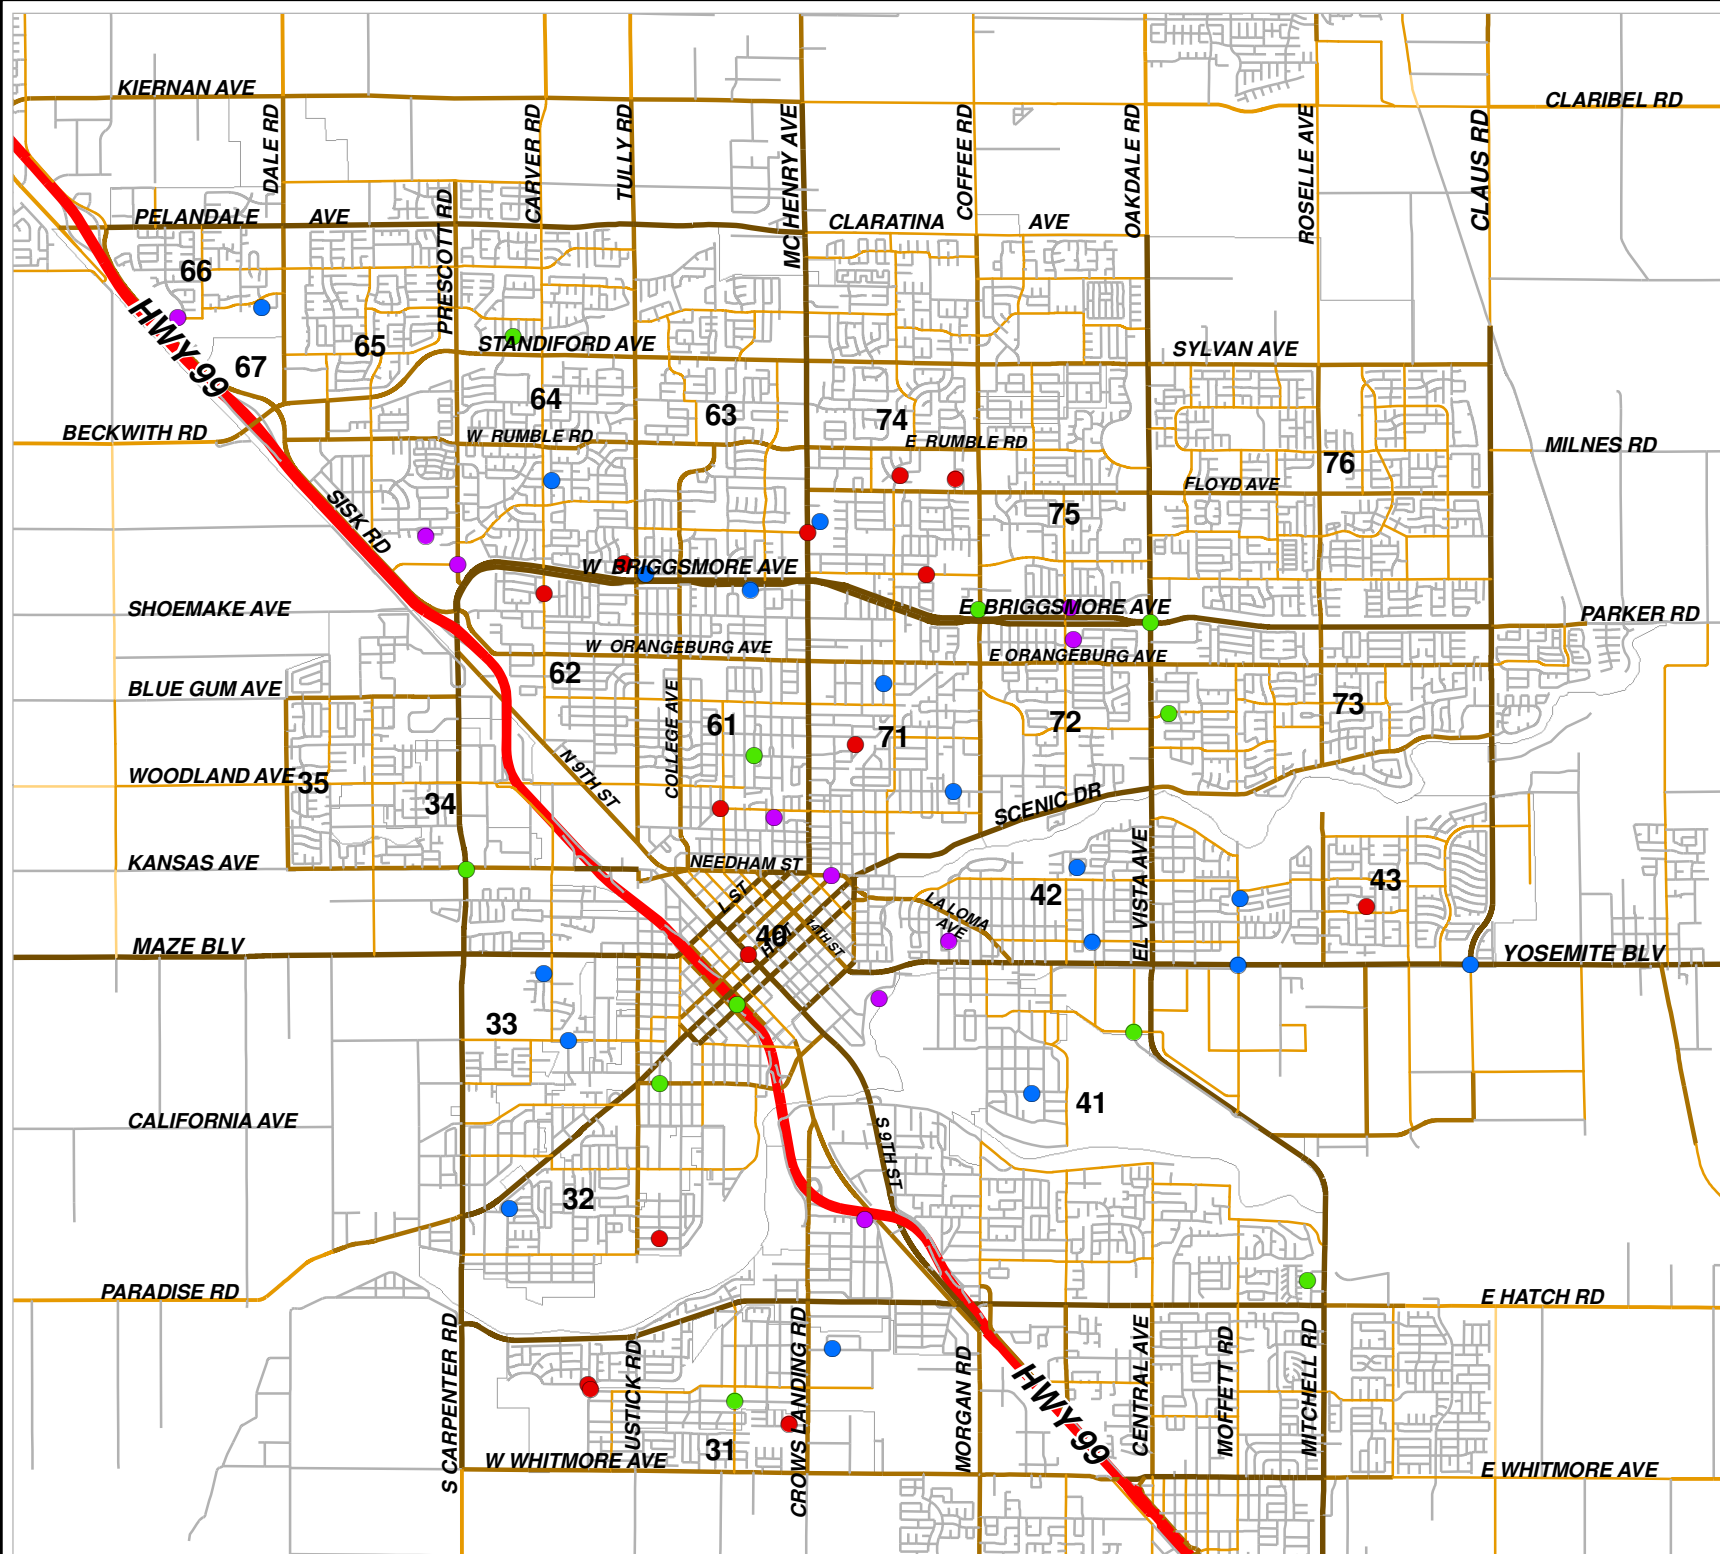 KIERNAN AVE
CLARIBEL RD
DALE RD
CARVER RD
TULLY RD
MC HENRY AVE
COFFEE RD
OAKDALE RD
ROSELLE AVE
CLAUS RD
PELANDALE AVE
PRESCOTT RD
CLARATINA AVE
66
HWY 99
67
65
STANDIFORD AVE
SYLVAN AVE
64
63
74
BECKWITH RD
W RUMBLE RD
E RUMBLE RD
MILNES RD
76
FLOYD AVE
SISK RD
75
W BRIGGSMORE AVE
SHOEMAKE AVE
E BRIGGSMORE AVE
PARKER RD
W ORANGEBURG AVE
E ORANGEBURG AVE
62
BLUE GUM AVE
COLLEGE AVE
61
71
72
73
WOODLAND AVE
35
34
N 9TH ST
SCENIC DR
KANSAS AVE
NEEDHAM ST
L ST
42
EL VISTA AVE
43
LA LOMA
AVE
40
H ST
14TH ST
MAZE BLV
YOSEMITE BLV
33
41
CALIFORNIA AVE
S 9TH ST
32
PARADISE RD
E HATCH RD
S CARPENTER RD
USTICK RD
CROWS LANDING RD
MORGAN RD
HWY 99
CENTRAL AVE
MOFFETT RD
MITCHELL RD
31
W WHITMORE AVE
E WHITMORE AVE